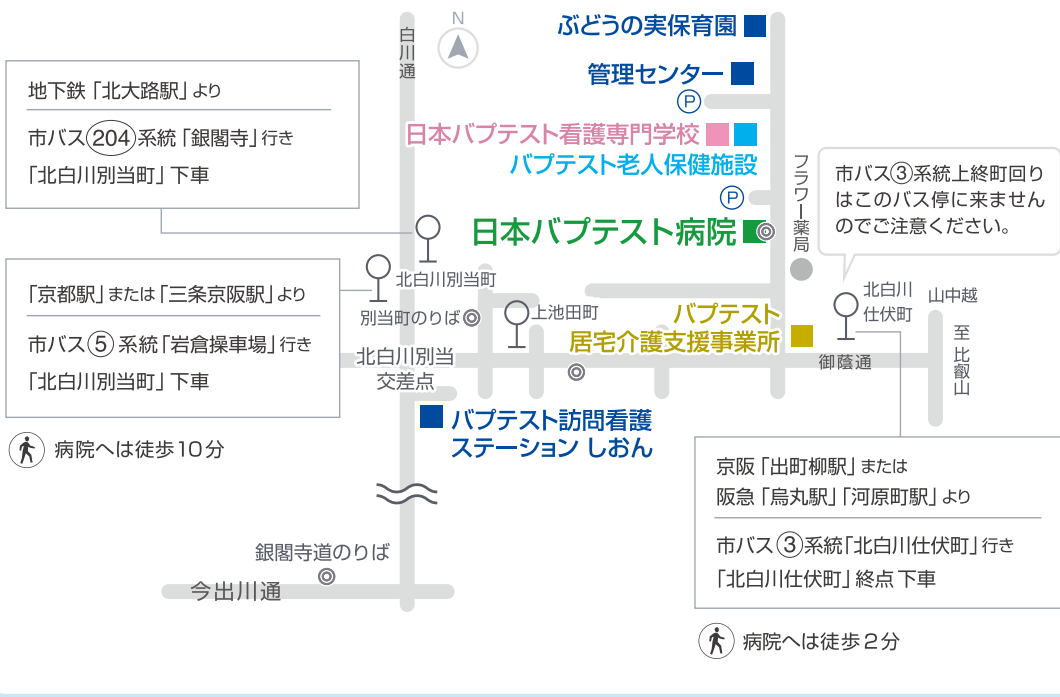 白川通
N
ぶどうの実保育園
管理センター
P
日本バプテスト看護専門学校
バプテスト老人保健施設
P
日本バプテスト病院
フラワー薬局
地下鉄「北大路駅」より
市バス204系統「銀閣寺」行き
「北白川別当町」下車
市バス③系統上終町回り
はこのバス停に来ません
のでご注意ください。
北白川別当町
「京都駅」または「三条京阪駅」より
市バス⑤系統「岩倉操車場」行き
「北白川別当町」下車
病院へは徒歩10分
別当町のりば
上池田町
北白川
仕伏町
山中越
至 比叡山
バプテスト
居宅介護支援事業所
御蔭通
北白川別当
交差点
バプテスト訪問看護
ステーション しおん
京阪「出町柳駅」または
阪急「烏丸駅」「河原町駅」より
市バス③系統「北白川仕伏町」行き
「北白川仕伏町」終点下車
病院へは徒歩2分
銀閣寺道のりば
今出川通